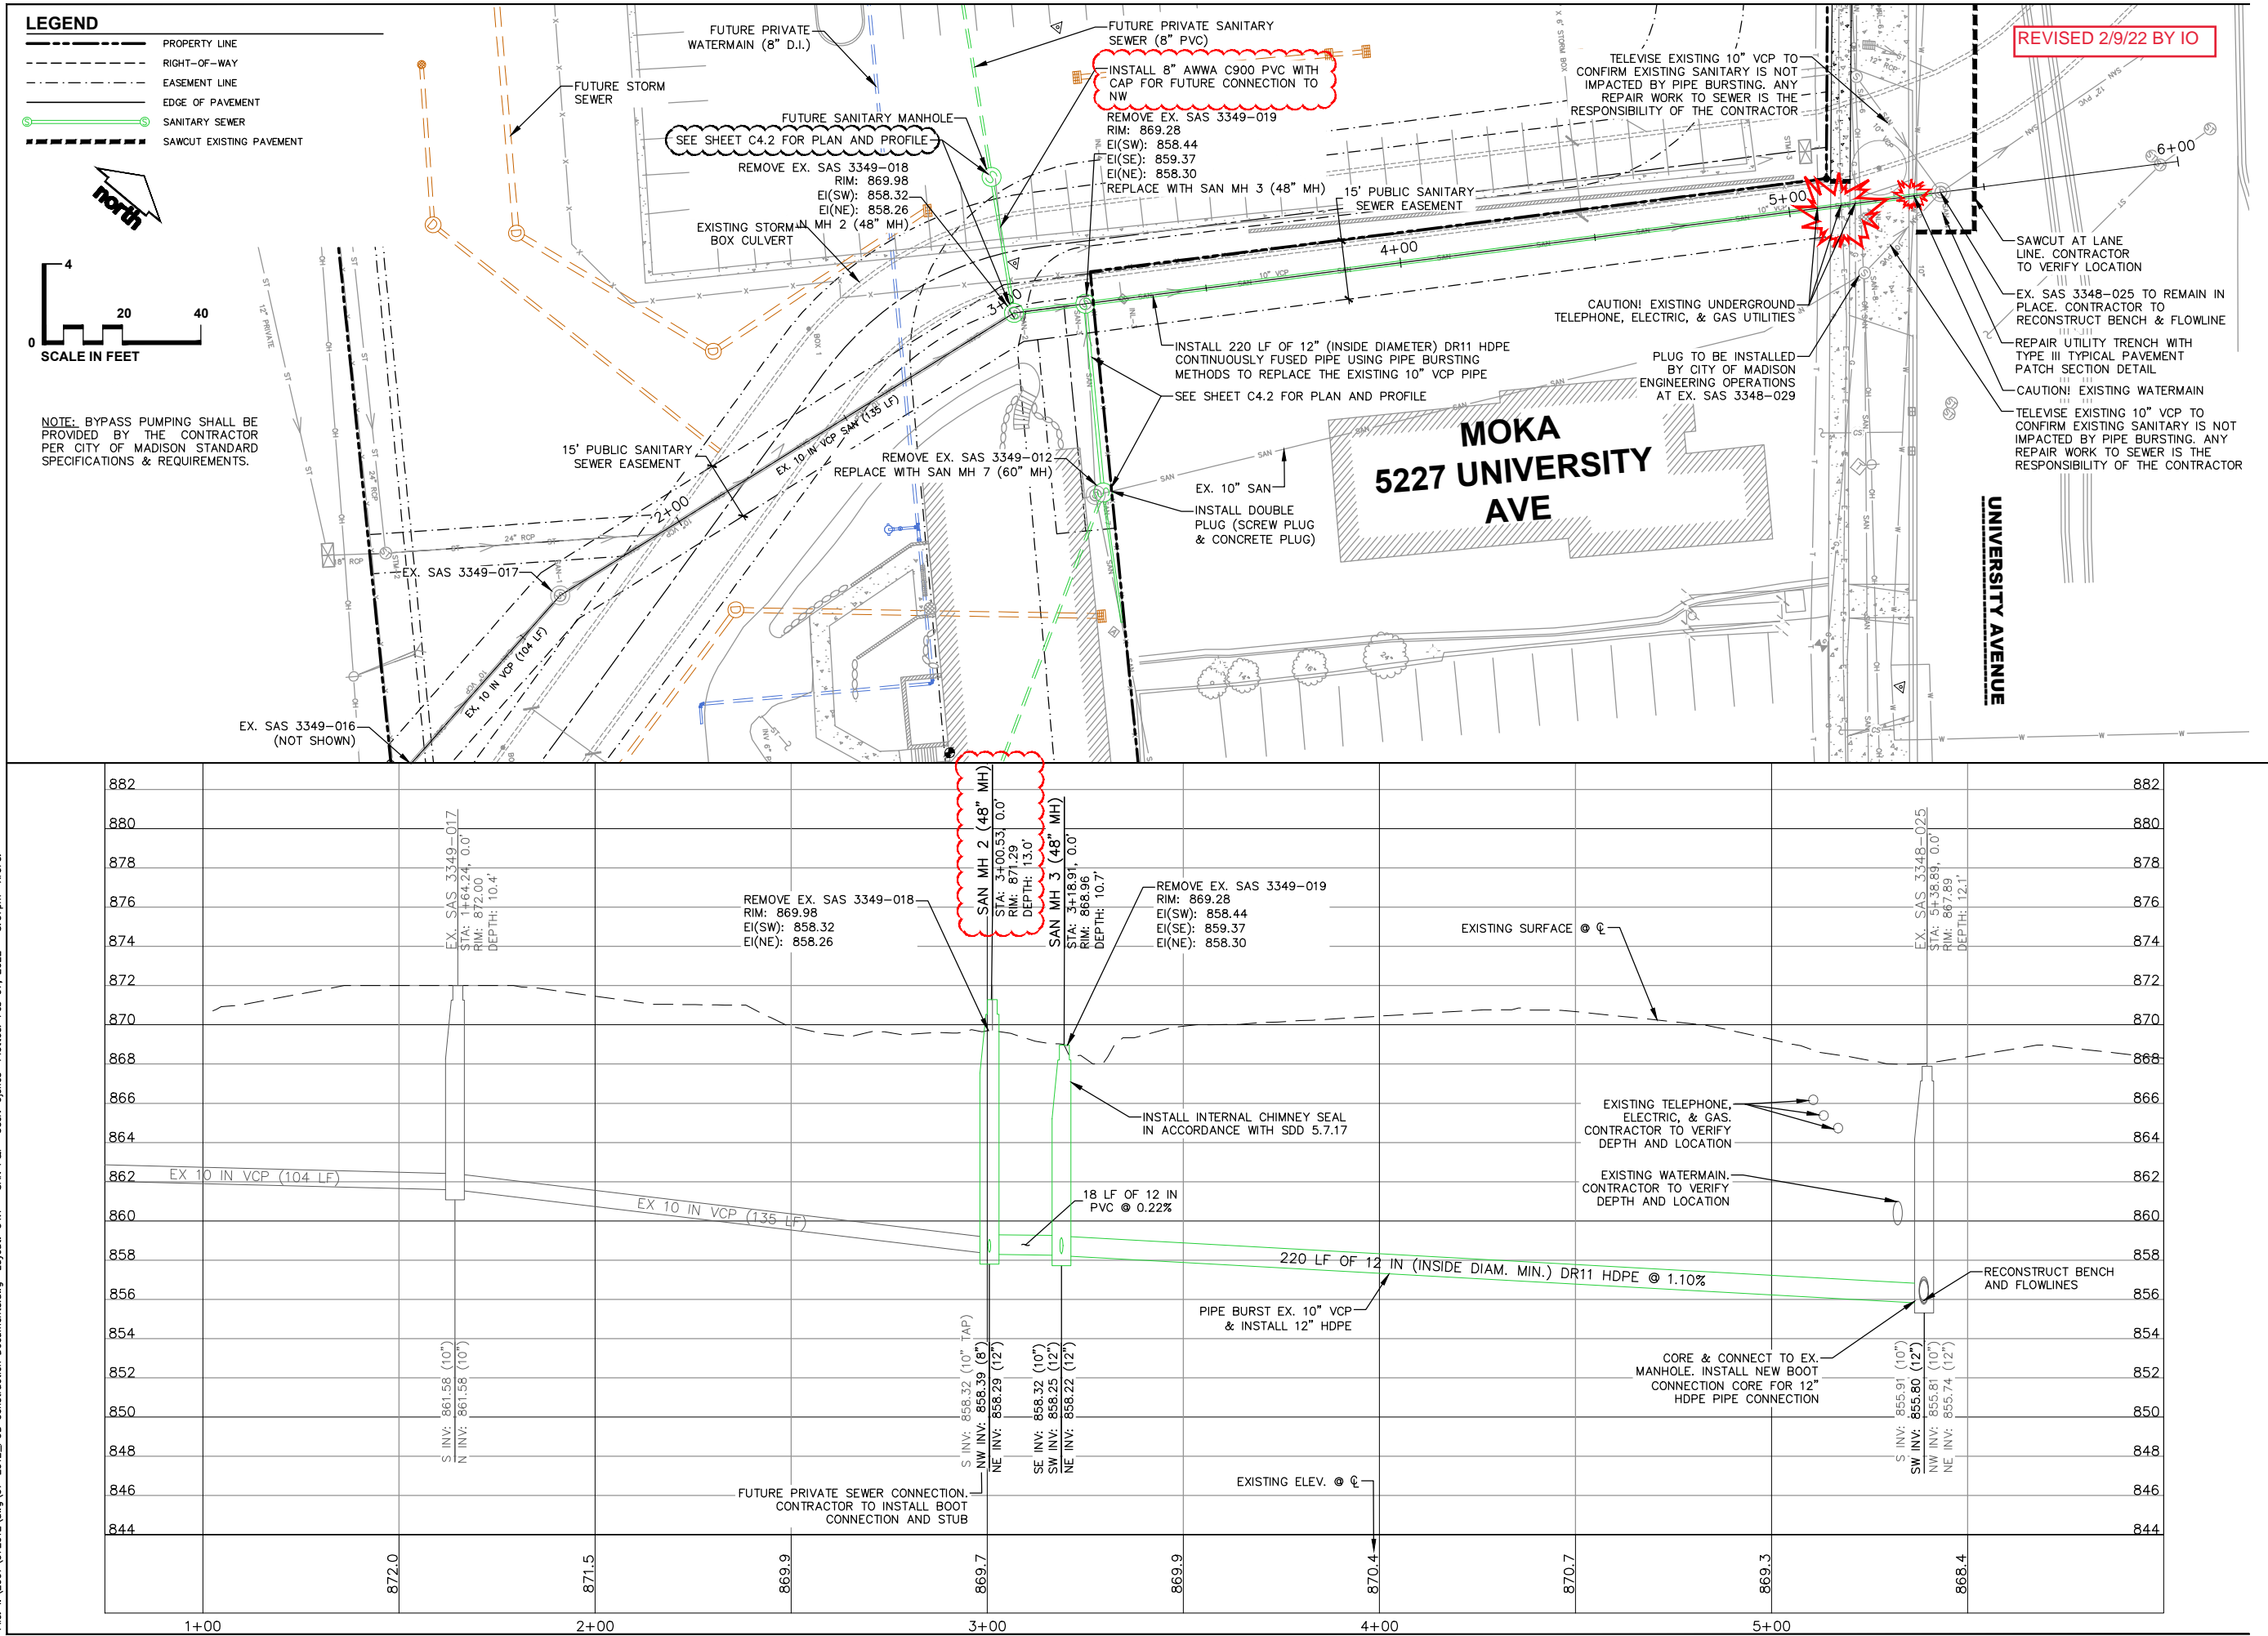 LEGEND
PROPERTY LINE
RIGHT-OF-WAY
EASEMENT LINE
EDGE OF PAVEMENT
SANITARY SEWER
SAWCUT EXISTING PAVEMENT
north
4
0
20
40
SCALE IN FEET
NOTE: BYPASS PUMPING SHALL BE
PROVIDED BY THE CONTRACTOR
PER CITY OF MADISON STANDARD
SPECIFICATIONS & REQUIREMENTS.
FUTURE STORM
SEWER
FUTURE PRIVATE
WATERMAIN (8" D.I.)
FUTURE PRIVATE SANITARY
SEWER (8" PVC)
INSTALL 8" AWWA C900 PVC WITH
CAP FOR FUTURE CONNECTION TO
NW
FUTURE SANITARY MANHOLE
SEE SHEET C4.2 FOR PLAN AND PROFILE
REMOVE EX. SAS 3349-018
RIM: 869.98
EI(SW): 858.32
EI(NE): 858.26
N MH 2 (48" MH)
EXISTING STORM
BOX CULVERT
REMOVE EX. SAS 3349-019
RIM: 869.28
EI(SW): 858.44
EI(SE): 859.37
EI(NE): 858.30
REPLACE WITH SAN MH 3 (48" MH)
15' PUBLIC SANITARY
SEWER EASEMENT
TELEVISE EXISTING 10" VCP TO
CONFIRM EXISTING SANITARY IS NOT
IMPACTED BY PIPE BURSTING. ANY
REPAIR WORK TO SEWER IS THE
RESPONSIBILITY OF THE CONTRACTOR
REVISED 2/9/22 BY IO
6+00
5+00
4+00
3+00
2+00
SAWCUT AT LANE
LINE. CONTRACTOR
TO VERIFY LOCATION
EX. SAS 3348-025 TO REMAIN IN
PLACE. CONTRACTOR TO
RECONSTRUCT BENCH & FLOWLINE
REPAIR UTILITY TRENCH WITH
TYPE III TYPICAL PAVEMENT
PATCH SECTION DETAIL
CAUTION! EXISTING WATERMAIN
TELEVISE EXISTING 10" VCP TO
CONFIRM EXISTING SANITARY IS NOT
IMPACTED BY PIPE BURSTING. ANY
REPAIR WORK TO SEWER IS THE
RESPONSIBILITY OF THE CONTRACTOR
CAUTION! EXISTING UNDERGROUND
TELEPHONE, ELECTRIC, & GAS UTILITIES
PLUG TO BE INSTALLED
BY CITY OF MADISON
ENGINEERING OPERATIONS
AT EX. SAS 3348-029
INSTALL 220 LF OF 12" (INSIDE DIAMETER) DR11 HDPE
CONTINUOUSLY FUSED PIPE USING PIPE BURSTING
METHODS TO REPLACE THE EXISTING 10" VCP PIPE
SEE SHEET C4.2 FOR PLAN AND PROFILE
MOKA
5227 UNIVERSITY
AVE
UNIVERSITY AVENUE
15' PUBLIC SANITARY
SEWER EASEMENT
EX. 10 IN VCP SAN (135 LF)
REMOVE EX. SAS 3349-012
REPLACE WITH SAN MH 7 (60" MH)
EX. 10" SAN
INSTALL DOUBLE
PLUG (SCREW PLUG
& CONCRETE PLUG)
12" PRIVATE
24" RCP
24" RCP
18" RCP
EX. SAS 3349-017
EX. 10 IN VCP (104 LF)
EX. SAS 3349-016
(NOT SHOWN)
10" VCP
BOX 1
882 882
880 880
878 878
876 876
874 874
872 872
870 870
868 868
866 866
864 864
862 862
860 860
858 858
856 856
854 854
852 852
850 850
848 848
846 846
844 844
EX. SAS 3349-017
STA: 1+64.24, 0.0'
RIM: 872.00
DEPTH: 10.4'
SAN MH 2 (48" MH)
STA: 3+00.53, 0.0'
RIM: 871.29
DEPTH: 13.0'
SAN MH 3 (48" MH)
STA: 3+18.91, 0.0'
RIM: 868.96
DEPTH: 10.7'
EX. SAS 3348-025
STA: 5+38.89, 0.0'
RIM: 867.89
DEPTH: 12.1'
REMOVE EX. SAS 3349-018
RIM: 869.98
EI(SW): 858.32
EI(NE): 858.26
REMOVE EX. SAS 3349-019
RIM: 869.28
EI(SW): 858.44
EI(SE): 859.37
EI(NE): 858.30
EXISTING SURFACE @ ℄
INSTALL INTERNAL CHIMNEY SEAL
IN ACCORDANCE WITH SDD 5.7.17
EXISTING TELEPHONE,
ELECTRIC, & GAS.
CONTRACTOR TO VERIFY
DEPTH AND LOCATION
EXISTING WATERMAIN.
CONTRACTOR TO VERIFY
DEPTH AND LOCATION
EX 10 IN VCP (104 LF)
EX 10 IN VCP (135 LF)
18 LF OF 12 IN
PVC @ 0.22%
220 LF OF 12 IN (INSIDE DIAM. MIN.) DR11 HDPE @ 1.10%
RECONSTRUCT BENCH
AND FLOWLINES
PIPE BURST EX. 10" VCP
& INSTALL 12" HDPE
CORE & CONNECT TO EX.
MANHOLE. INSTALL NEW BOOT
CONNECTION CORE FOR 12"
HDPE PIPE CONNECTION
S INV: 861.58 (10")
N INV: 861.58 (10")
S INV: 858.32 (10" TAP)
NW INV: 858.39 (8")
NE INV: 858.29 (12")
SE INV: 858.32 (10")
SW INV: 858.25 (12")
NE INV: 858.22 (12")
S INV: 855.91 (10")
SW INV: 855.80 (12")
NW INV: 855.81 (10")
NE INV: 855.74 (12")
FUTURE PRIVATE SEWER CONNECTION.
CONTRACTOR TO INSTALL BOOT
CONNECTION AND STUB
EXISTING ELEV. @ ℄
872.0 871.5 869.9 869.7 869.9 870.4 870.7 869.3 868.4
1+00 2+00 3+00 4+00 5+00